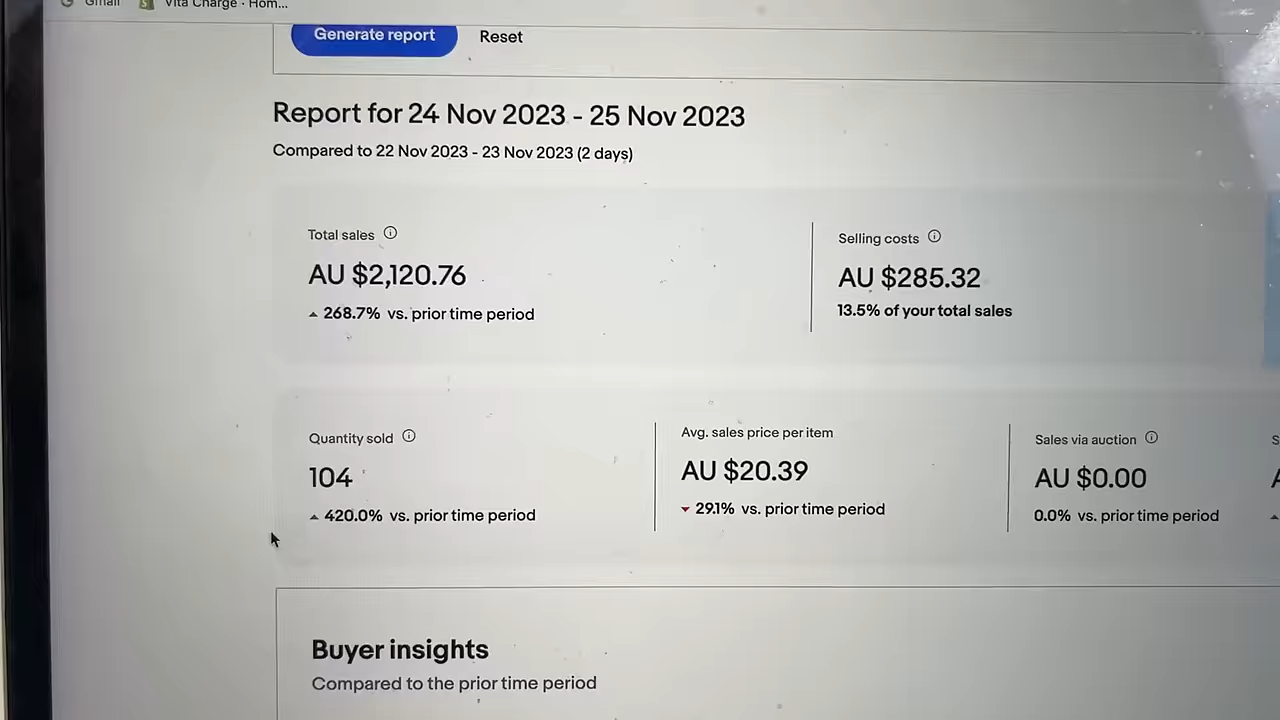 Gmail Vita Charge · Hom...
Generate report Reset
Report for 24 Nov 2023 - 25 Nov 2023
Compared to 22 Nov 2023 - 23 Nov 2023 (2 days)
Total sales
AU $2,120.76
268.7% vs. prior time period
Selling costs
AU $285.32
13.5% of your total sales
Quantity sold
104
420.0% vs. prior time period
Avg. sales price per item
AU $20.39
29.1% vs. prior time period
Sales via auction
AU $0.00
0.0% vs. prior time period
S
A
Buyer insights
Compared to the prior time period